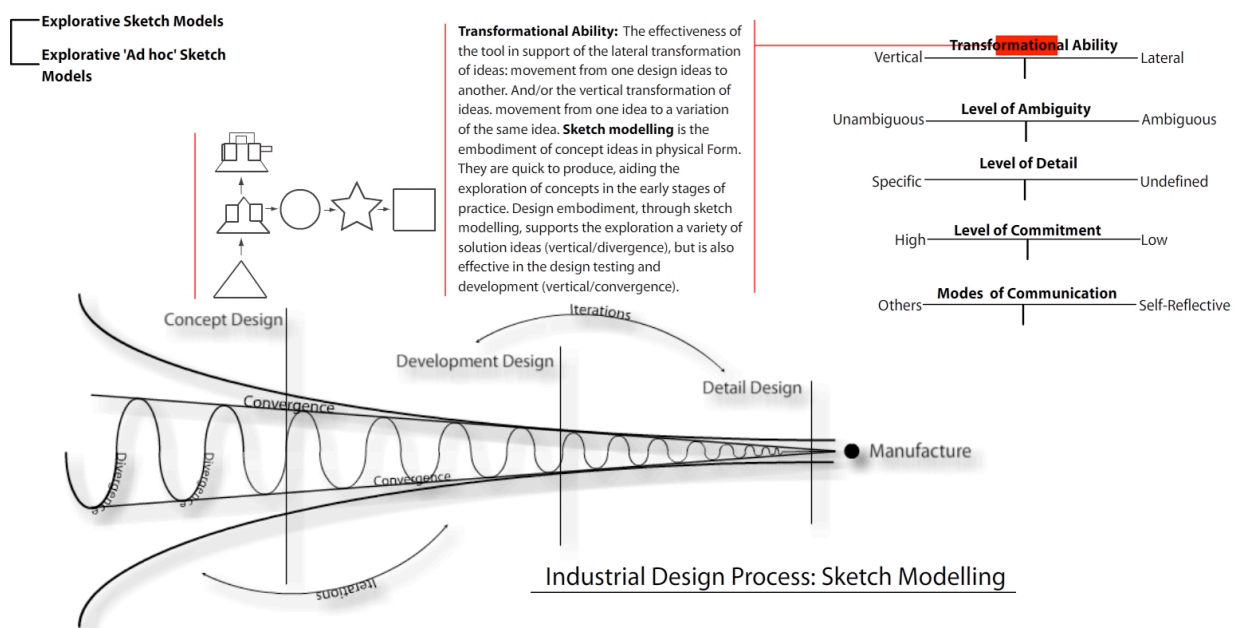 Explorative Sketch Models
Explorative 'Ad hoc' Sketch
Models
Transformational Ability: The effectiveness of
the tool in support of the lateral transformation
of ideas: movement from one design ideas to
another. And/or the vertical transformation of
ideas. movement from one idea to a variation
of the same idea. Sketch modelling is the
embodiment of concept ideas in physical Form.
They are quick to produce, aiding the
exploration of concepts in the early stages of
practice. Design embodiment, through sketch
modelling, supports the exploration a variety of
solution ideas (vertical/divergence), but is also
effective in the design testing and
development (vertical/convergence).
Transformational Ability
Vertical Lateral
Level of Ambiguity
Unambiguous Ambiguous
Level of Detail
Specific Undefined
Level of Commitment
High Low
Modes of Communication
Others Self-Reflective
Concept Design
Iterations
Development Design
Detail Design
Convergence
Divergence
Divergence
Convergence
Manufacture
Iterations
Industrial Design Process: Sketch Modelling